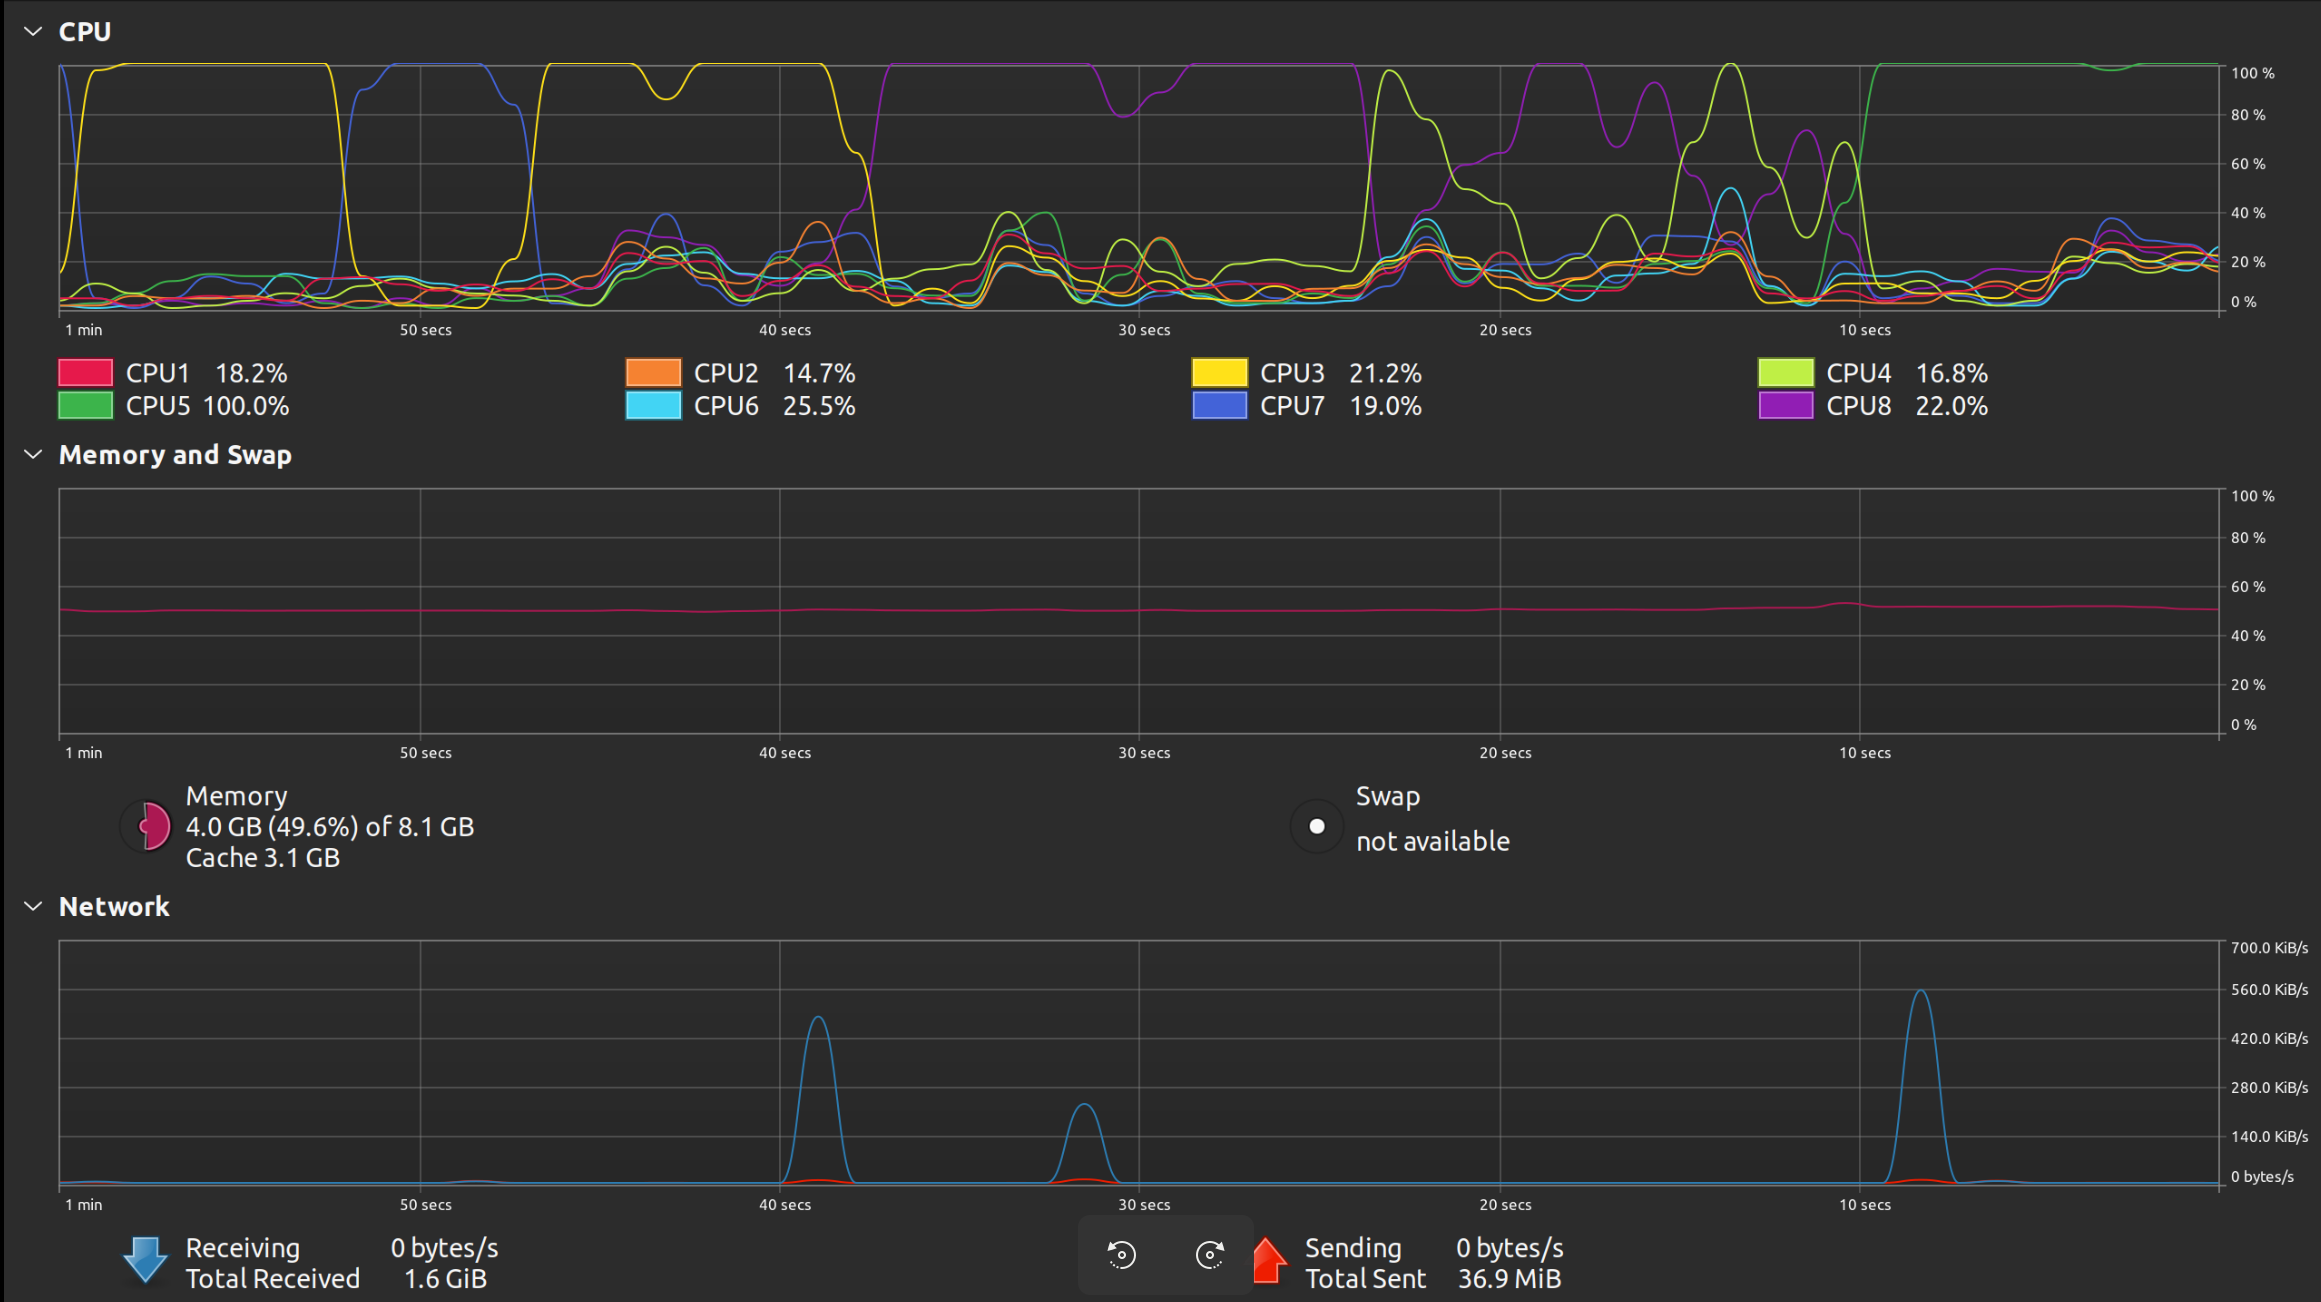 CPU
100 %
80 %
60 %
40 %
20 %
0 %
1 min 50 secs 40 secs 30 secs 20 secs 10 secs
CPU1 18.2% CPU2 14.7% CPU3 21.2% CPU4 16.8%
CPU5 100.0% CPU6 25.5% CPU7 19.0% CPU8 22.0%
Memory and Swap
100 %
80 %
60 %
40 %
20 %
0 %
1 min 50 secs 40 secs 30 secs 20 secs 10 secs
Memory
4.0 GB (49.6%) of 8.1 GB
Cache 3.1 GB
Swap
not available
Network
700.0 KiB/s
560.0 KiB/s
420.0 KiB/s
280.0 KiB/s
140.0 KiB/s
0 bytes/s
1 min 50 secs 40 secs 30 secs 20 secs 10 secs
Receiving 0 bytes/s
Total Received 1.6 GiB
Sending 0 bytes/s
Total Sent 36.9 MiB